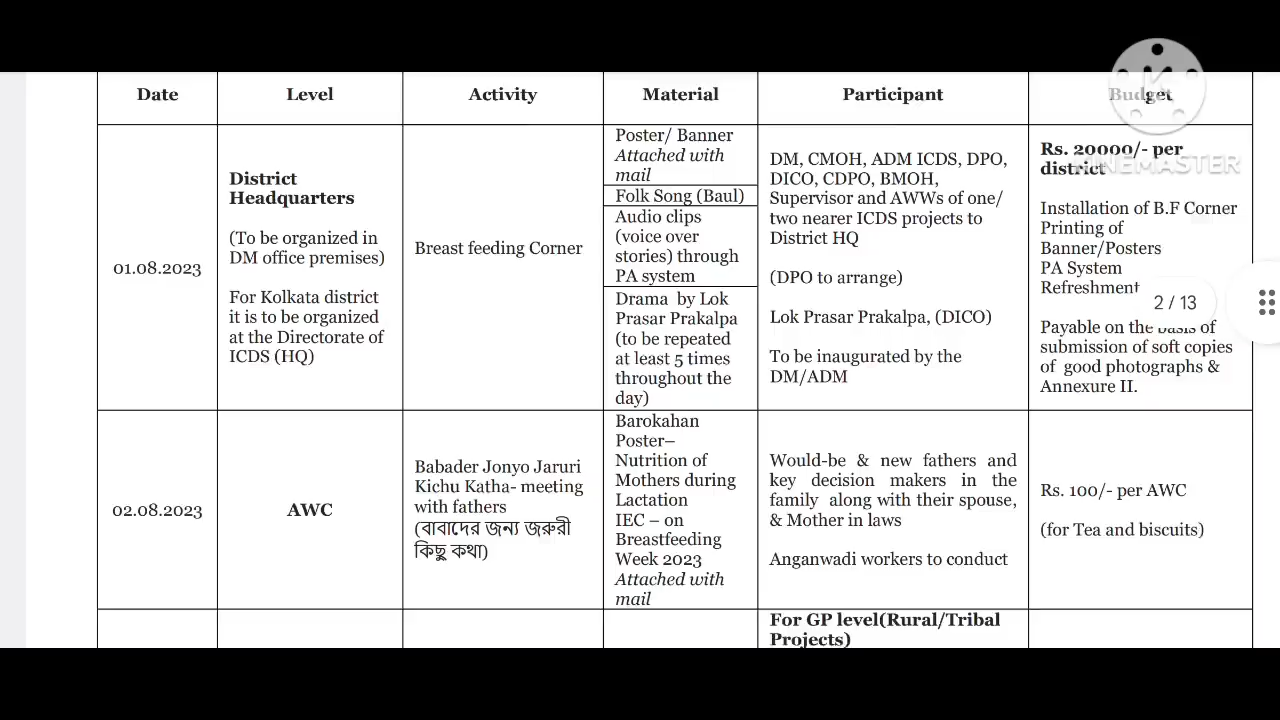 Date
Level
Activity
Material
Participant
Budget
01.08.2023
District
Headquarters
(To be organized in
DM office premises)
For Kolkata district
it is to be organized
at the Directorate of
ICDS (HQ)
Breast feeding Corner
Poster/ Banner
Attached with
mail
Folk Song (Baul)
Audio clips
(voice over
stories) through
PA system
Drama by Lok
Prasar Prakalpa
(to be repeated
at least 5 times
throughout the
day)
DM, CMOH, ADM ICDS, DPO,
DICO, CDPO, BMOH,
Supervisor and AWWs of one/
two nearer ICDS projects to
District HQ
(DPO to arrange)
Lok Prasar Prakalpa, (DICO)
To be inaugurated by the
DM/ADM
Rs. 20000/- per
district
Installation of B.F Corner
Printing of
Banner/Posters
PA System
Refreshment
Payable on the basis of
submission of soft copies
of good photographs &
Annexure II.
KINEMASTER
2 / 13
02.08.2023
AWC
Babader Jonyo Jaruri
Kichu Katha- meeting
with fathers
(বাবাদের জন্য জরুরী
কিছু কথা)
Barokahan
Poster–
Nutrition of
Mothers during
Lactation
IEC – on
Breastfeeding
Week 2023
Attached with
mail
Would-be & new fathers and
key decision makers in the
family along with their spouse,
& Mother in laws
Anganwadi workers to conduct
Rs. 100/- per AWC
(for Tea and biscuits)
For GP level(Rural/Tribal
Projects)